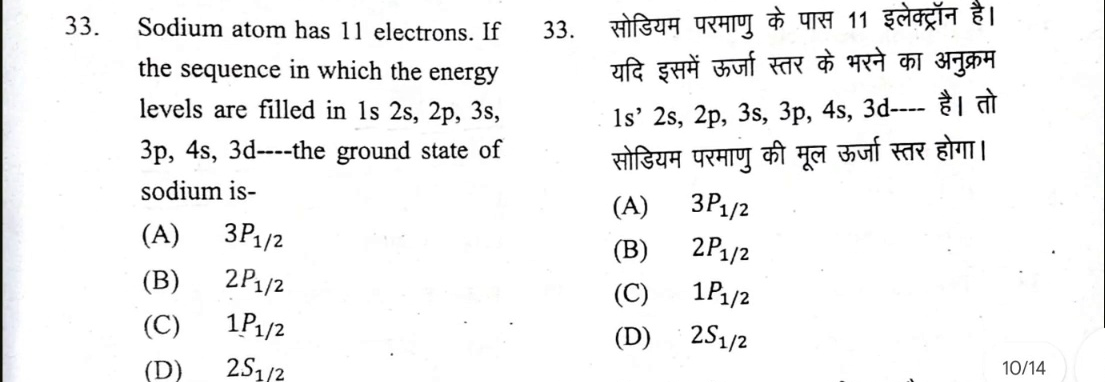 33. Sodium atom has 11 electrons. If
the sequence in which the energy
levels are filled in 1s 2s, 2p, 3s,
3p, 4s, 3d----the ground state of
sodium is-
(A) 3P1/2
(B) 2P1/2
(C) 1P1/2
(D) 2S1/2
33. सोडियम परमाणु के पास 11 इलेक्ट्रॉन है।
यदि इसमें ऊर्जा स्तर के भरने का अनुक्रम
1s’ 2s, 2p, 3s, 3p, 4s, 3d---- है। तो
सोडियम परमाणु की मूल ऊर्जा स्तर होगा।
(A) 3P1/2
(B) 2P1/2
(C) 1P1/2
(D) 2S1/2
10/14